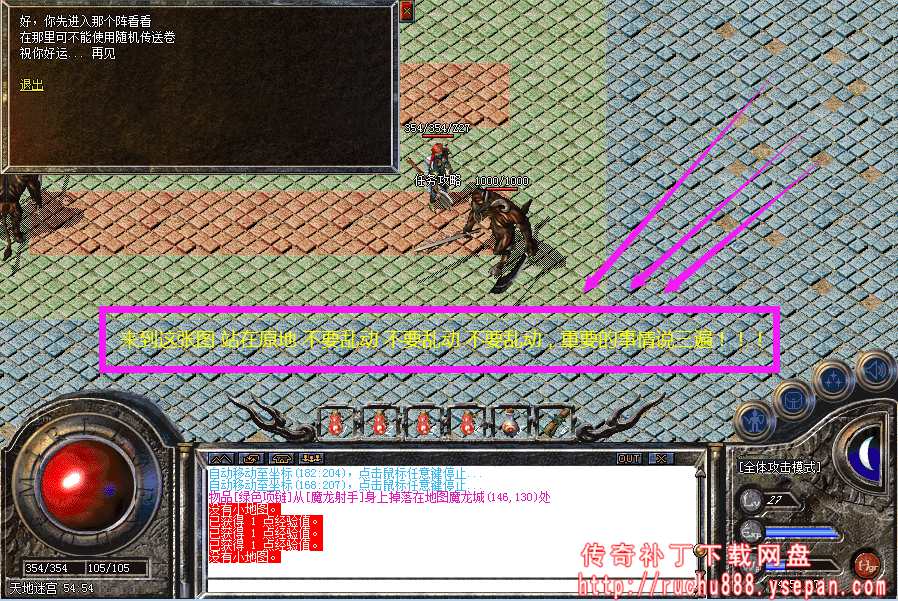 好，你先进入那个阵看看
在那里可不能使用随机传送卷
祝你好运... 再见
退出
354/354/Z27
任务攻略
1000/1000
来到这张图 站在原地 不要乱动 不要乱动 不要乱动，重要的事情说三遍！！！
OUT
自动移动至坐标(182:204)，点击鼠标任意键停止...
自动移动至坐标(168:207)，点击鼠标任意键停止...
物品[绿色项链]从[魔龙射手]身上掉落在地图魔龙城(146,130)处
没有小地图。
已获得 1 点经验值。
已获得 1 点经验值。
已获得 1 点经验值。
没有小地图。
[全体攻击模式]
Lv 27
Exp
Hgr
354/354
105/105
天地迷宫 54:54
传奇补丁下载网盘
http://ruchu888.ysepan.com